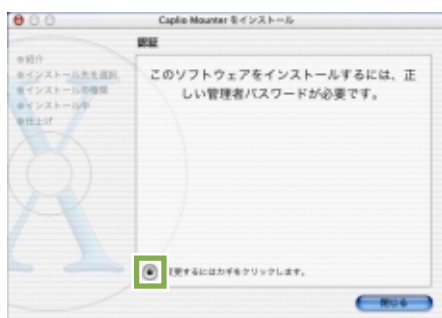 Caplio Mounter をインストール
認証
紹介
インストール先を選択
インストールの種類
インストール中
仕上げ
このソフトウェアをインストールするには、正
しい管理者パスワードが必要です。
変更するにはカギをクリックします。
閉じる